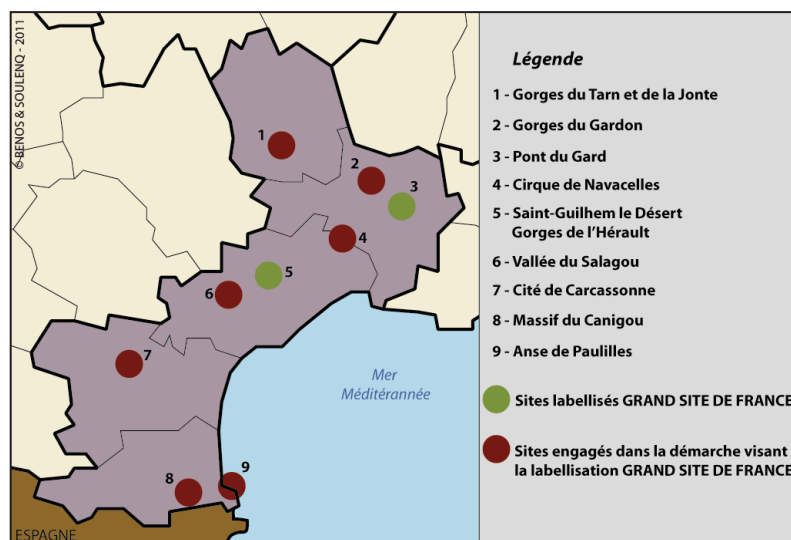 © BENOS & SOULENQ - 2011
1
2
3
4
5
6
7
8
9
Mer
Méditérannée
ESPAGNE
Légende
1 - Gorges du Tarn et de la Jonte
2 - Gorges du Gardon
3 - Pont du Gard
4 - Cirque de Navacelles
5 - Saint-Guilhem le Désert
Gorges de l'Hérault
6 - Vallée du Salagou
7 - Cité de Carcassonne
8 - Massif du Canigou
9 - Anse de Paulilles
Sites labellisés GRAND SITE DE FRANCE
Sites engagés dans la démarche visant
la labellisation GRAND SITE DE FRANCE